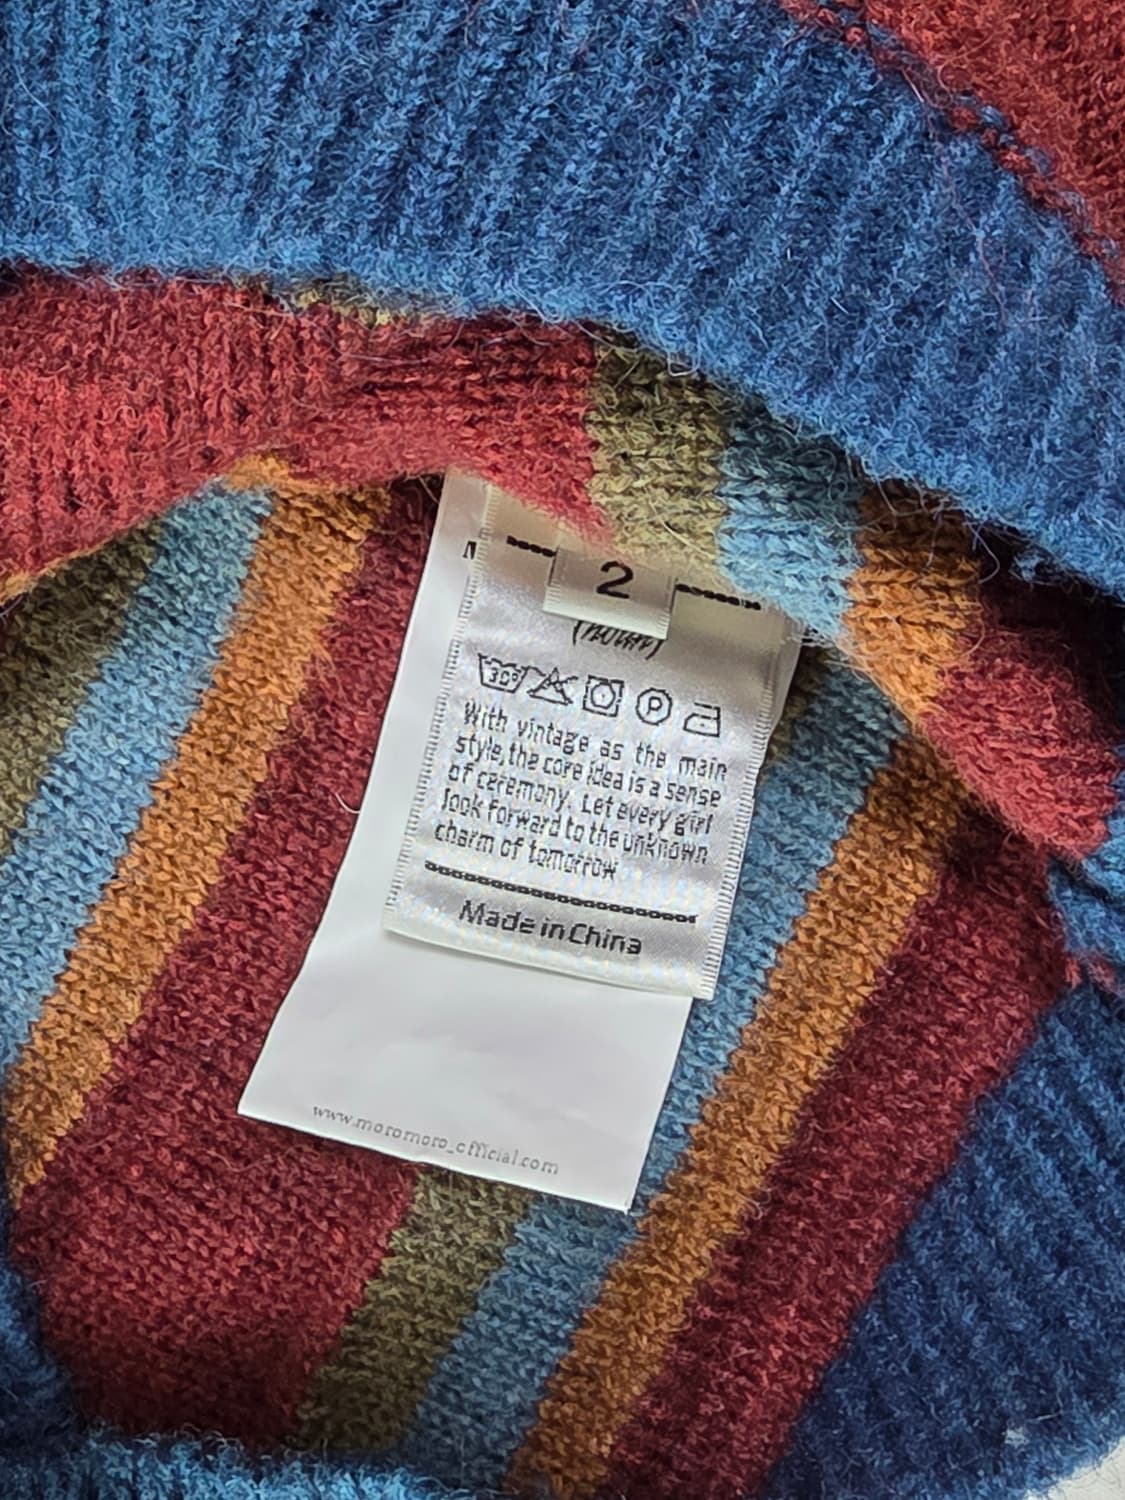 2
30°
P
With vintage as the main
style,the core idea is a sense
of ceremony. Let every girl
look forward to the unknown
charm of tomorrow
Made in China
www.moromoro_official.com